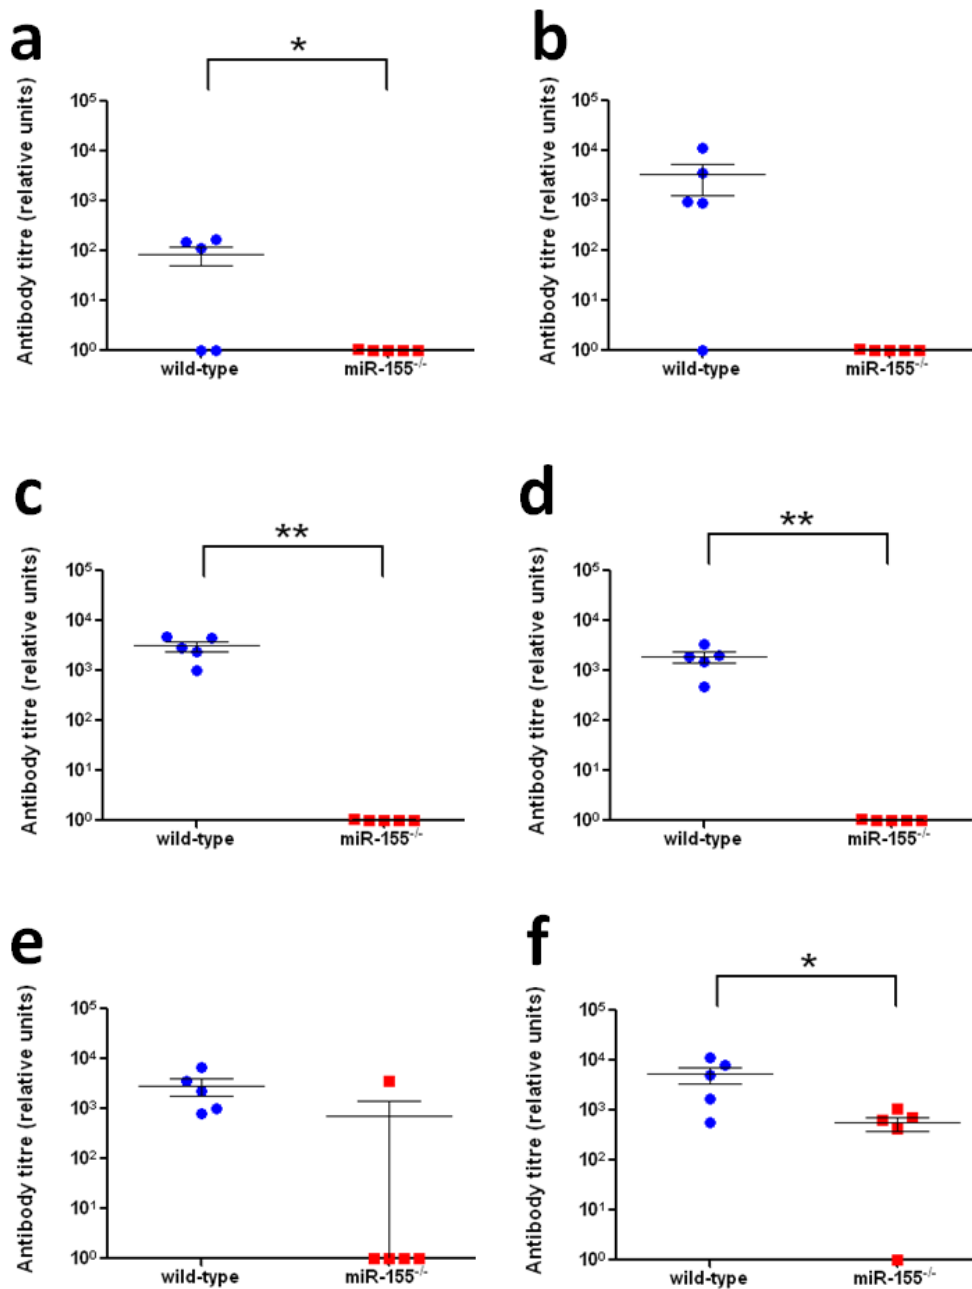 a
*
Antibody titre (relative units)
10⁵
10⁴
10³
10²
10¹
10⁰
wild-type miR-155⁻/⁻
b
Antibody titre (relative units)
10⁵
10⁴
10³
10²
10¹
10⁰
wild-type miR-155⁻/⁻
c
**
Antibody titre (relative units)
10⁵
10⁴
10³
10²
10¹
10⁰
wild-type miR-155⁻/⁻
d
**
Antibody titre (relative units)
10⁵
10⁴
10³
10²
10¹
10⁰
wild-type miR-155⁻/⁻
e
Antibody titre (relative units)
10⁵
10⁴
10³
10²
10¹
10⁰
wild-type miR-155⁻/⁻
f
*
Antibody titre (relative units)
10⁵
10⁴
10³
10²
10¹
10⁰
wild-type miR-155⁻/⁻